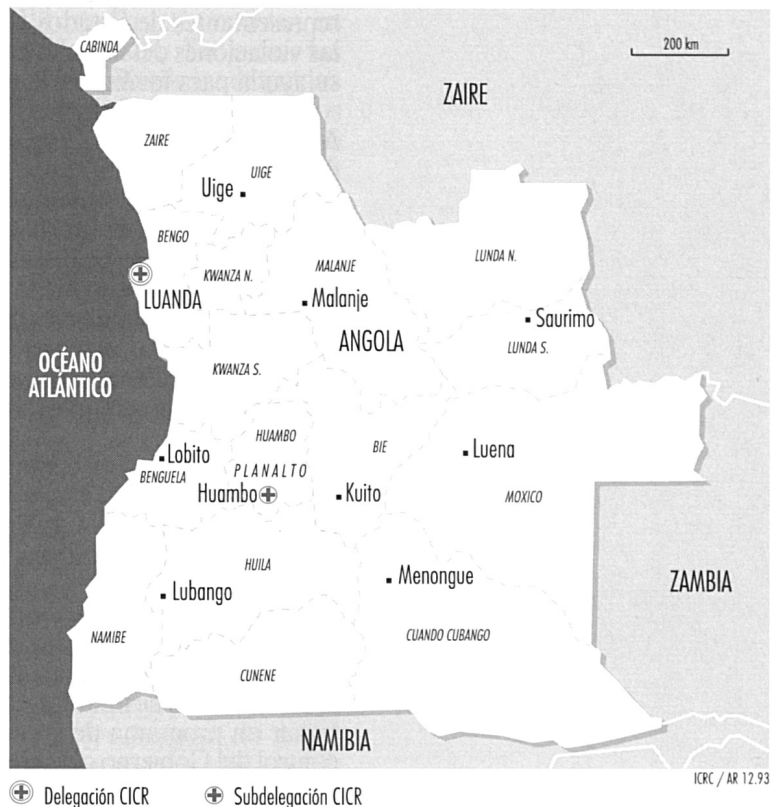 CABINDA
200 km
ZAIRE
ZAIRE
UIGE
Uige
BENGO
LUNDA N.
KWANZA N.
MALANJE
LUANDA
Malanje
Saurimo
ANGOLA
LUNDA S.
OCÉANO
ATLÁNTICO
KWANZA S.
HUAMBO
BIE
Lobito
Luena
BENGUELA
PLANALTO
Huambo
Kuito
MOXICO
HUILA
Menongue
ZAMBIA
Lubango
NAMIBE
CUANDO CUBANGO
CUNENE
NAMIBIA
ICRC / AR 12.93
Delegación CICR
Subdelegación CICR